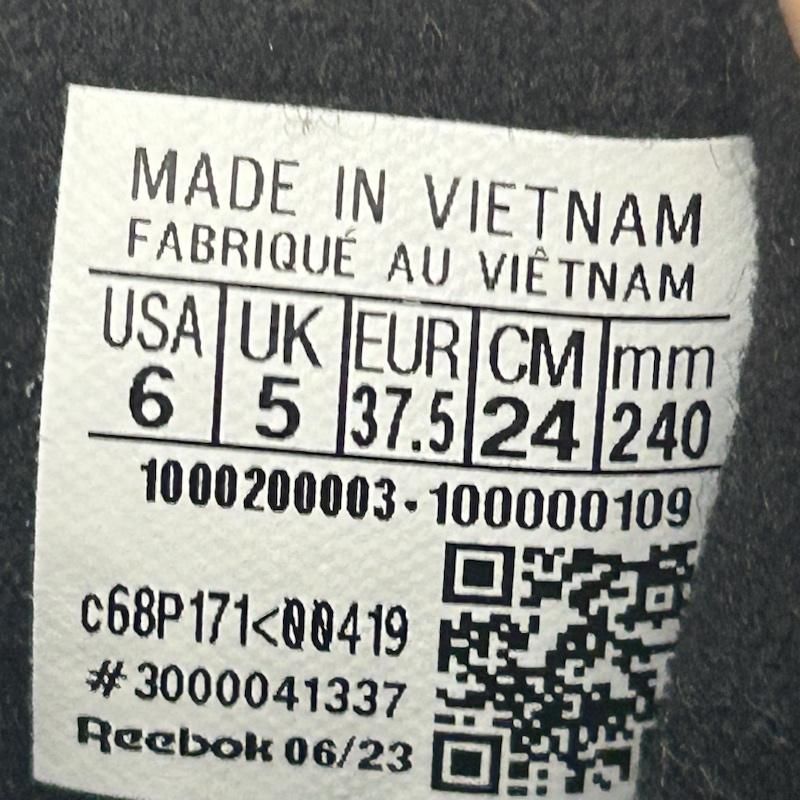 MADE IN VIETNAM
FABRIQUÉ AU VIÊTNAM
USA UK EUR CM mm
6 5 37.5 24 240
1000200003-100000109
c68P171<00419
#3000041337
Reebok 06/23